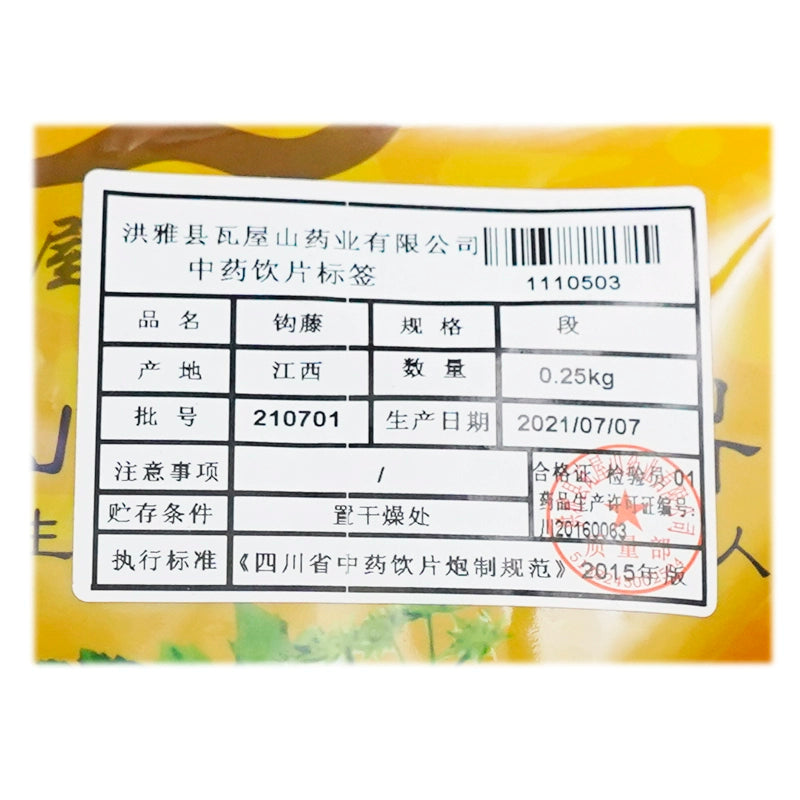 洪雅县瓦屋山药业有限公司
中药饮片标签
1110503
品名 钩藤 规格 段
产地 江西 数量 0.25kg
批号 210701 生产日期 2021/07/07
注意事项 /
合格证 检验员:01
药品生产许可证编号:
川20160063
贮存条件 置干燥处
执行标准 《四川省中药饮片炮制规范》2015年版
质量部
屋
人